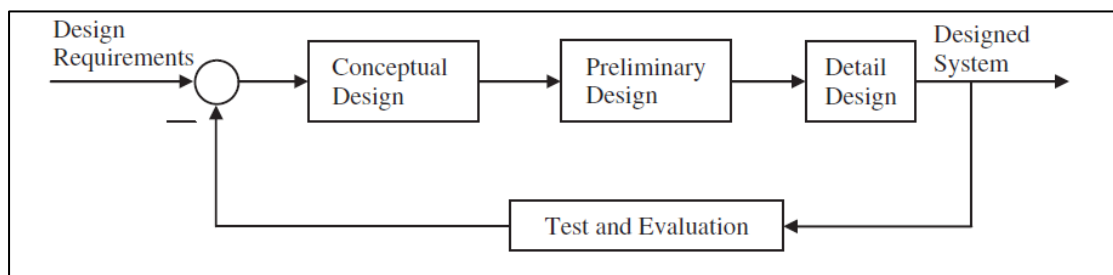 Design
Requirements
Conceptual
Design
Preliminary
Design
Detail
Design
Designed
System
—
Test and Evaluation